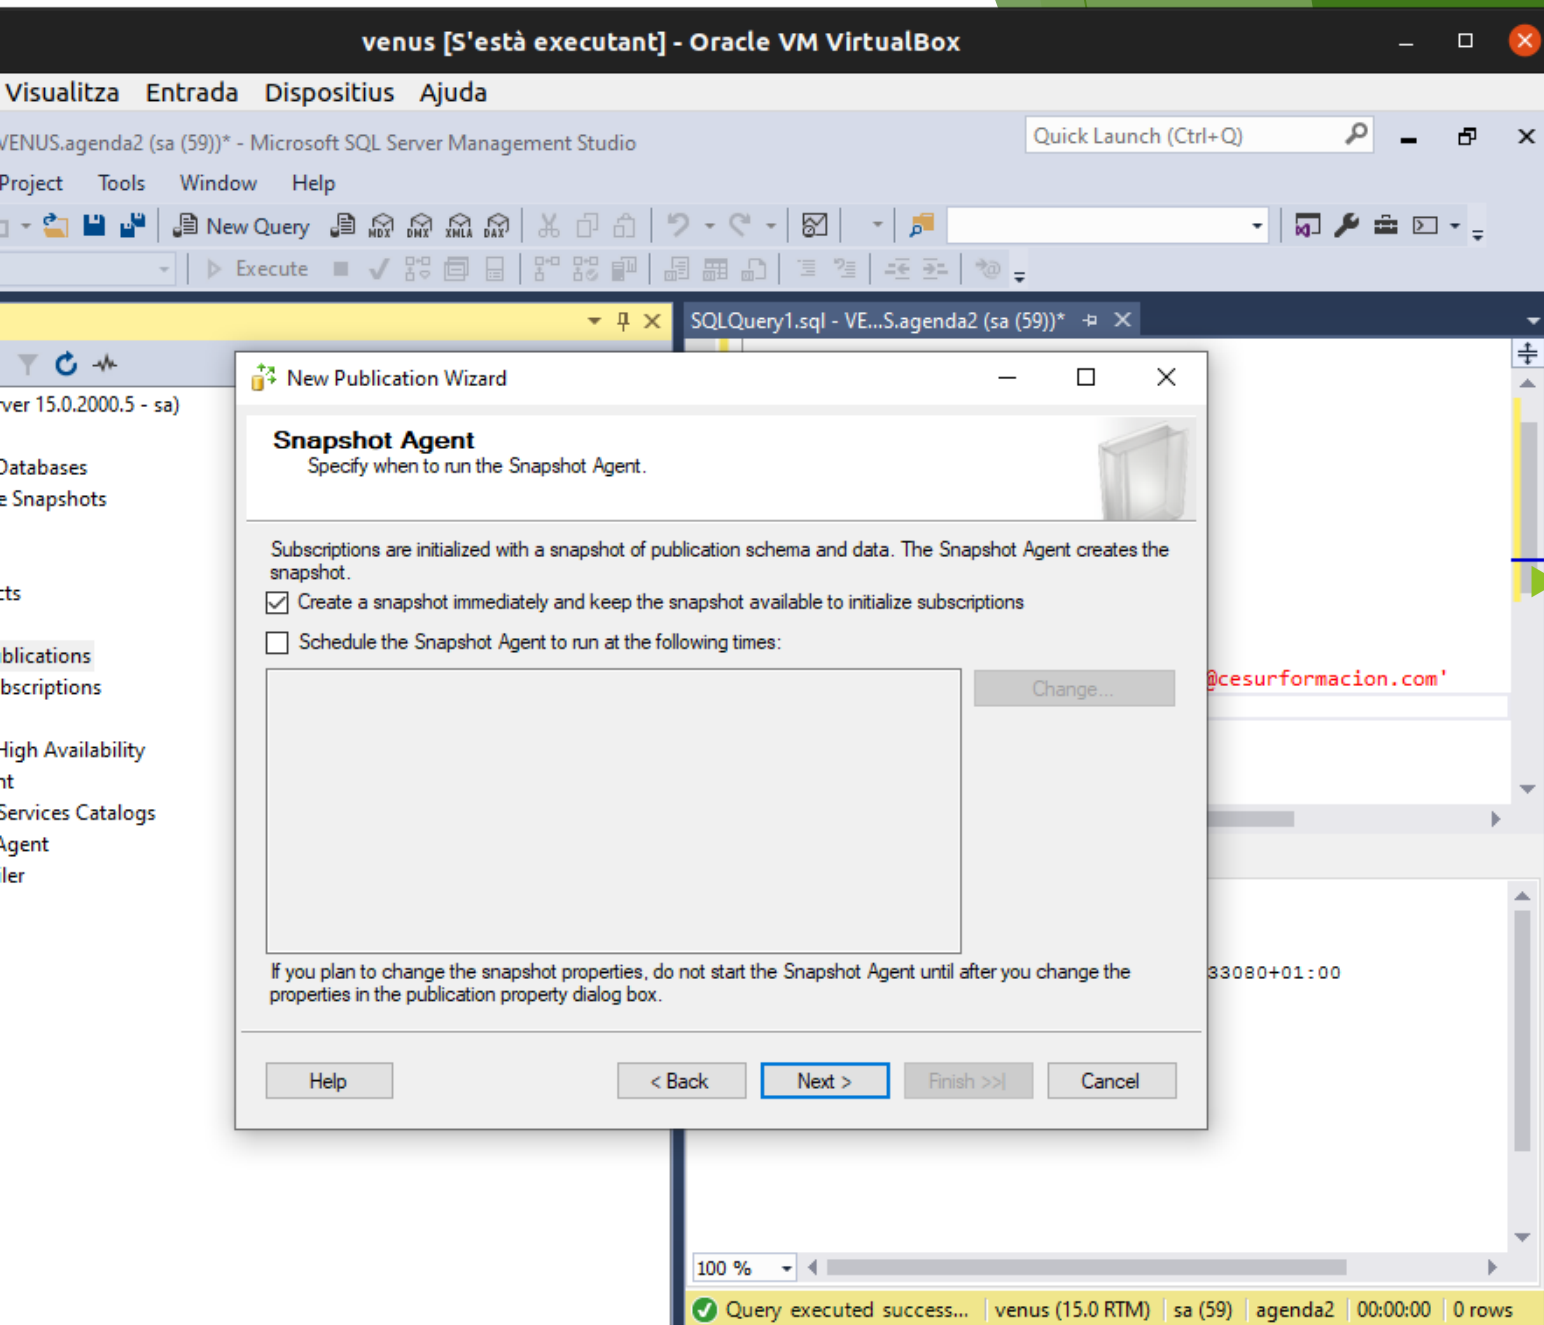 venus [S'està executant] - Oracle VM VirtualBox
Visualitza Entrada Dispositius Ajuda
VENUS.agenda2 (sa (59))* - Microsoft SQL Server Management Studio
Quick Launch (Ctrl+Q)
Project Tools Window Help
New Query MDX DMX XMLA DAX
Execute
SQLQuery1.sql - VE...S.agenda2 (sa (59))*
ver 15.0.2000.5 - sa)
Databases
e Snapshots
cts
blications
bscriptions
High Availability
nt
Services Catalogs
Agent
iler
New Publication Wizard
Snapshot Agent
Specify when to run the Snapshot Agent.
Subscriptions are initialized with a snapshot of publication schema and data. The Snapshot Agent creates the
snapshot.
Create a snapshot immediately and keep the snapshot available to initialize subscriptions
Schedule the Snapshot Agent to run at the following times:
Change...
If you plan to change the snapshot properties, do not start the Snapshot Agent until after you change the
properties in the publication property dialog box.
Help < Back Next > Finish >>| Cancel
@cesurformacion.com'
33080+01:00
100 %
Query executed success... venus (15.0 RTM) sa (59) agenda2 00:00:00 0 rows